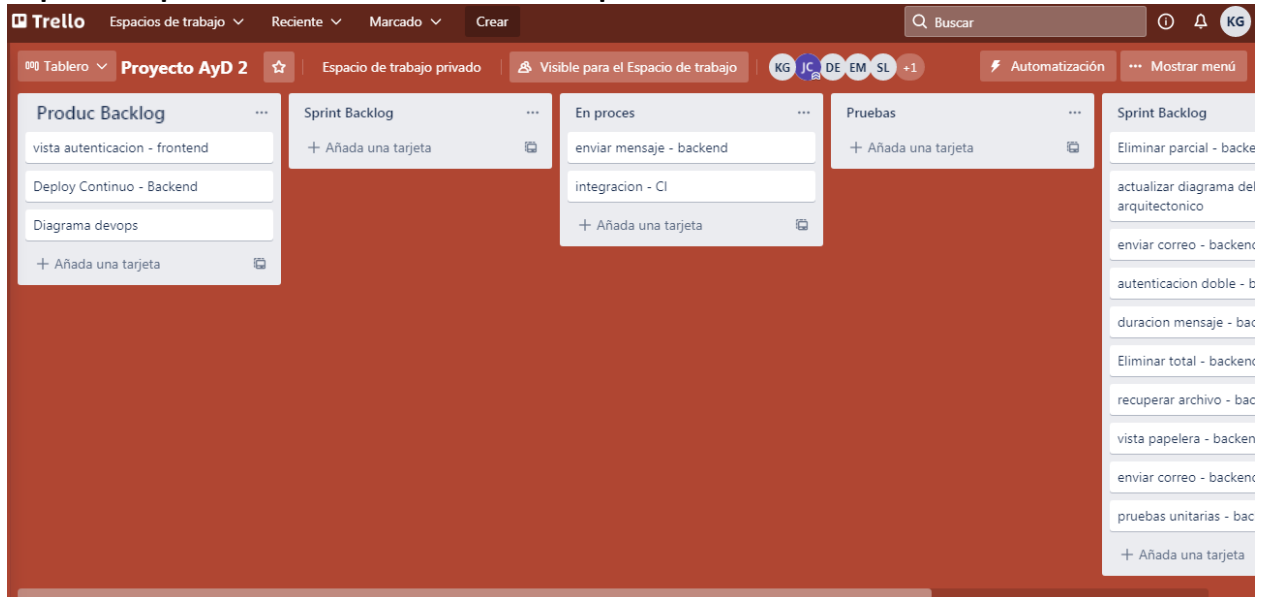 Trello Espacios de trabajo Reciente Marcado Crear Buscar KG
Tablero Proyecto AyD 2 Espacio de trabajo privado Visible para el Espacio de trabajo KG JC DE EM SL +1 Automatización Mostrar menú
Produc Backlog
vista autenticacion - frontend
Deploy Continuo - Backend
Diagrama devops
+ Añada una tarjeta
Sprint Backlog
+ Añada una tarjeta
En proces
enviar mensaje - backend
integracion - CI
+ Añada una tarjeta
Pruebas
+ Añada una tarjeta
Sprint Backlog
Eliminar parcial - backe
actualizar diagrama del
arquitectonico
enviar correo - backend
autenticacion doble - b
duracion mensaje - bac
Eliminar total - backend
recuperar archivo - bac
vista papelera - backen
enviar correo - backend
pruebas unitarias - bac
+ Añada una tarjeta